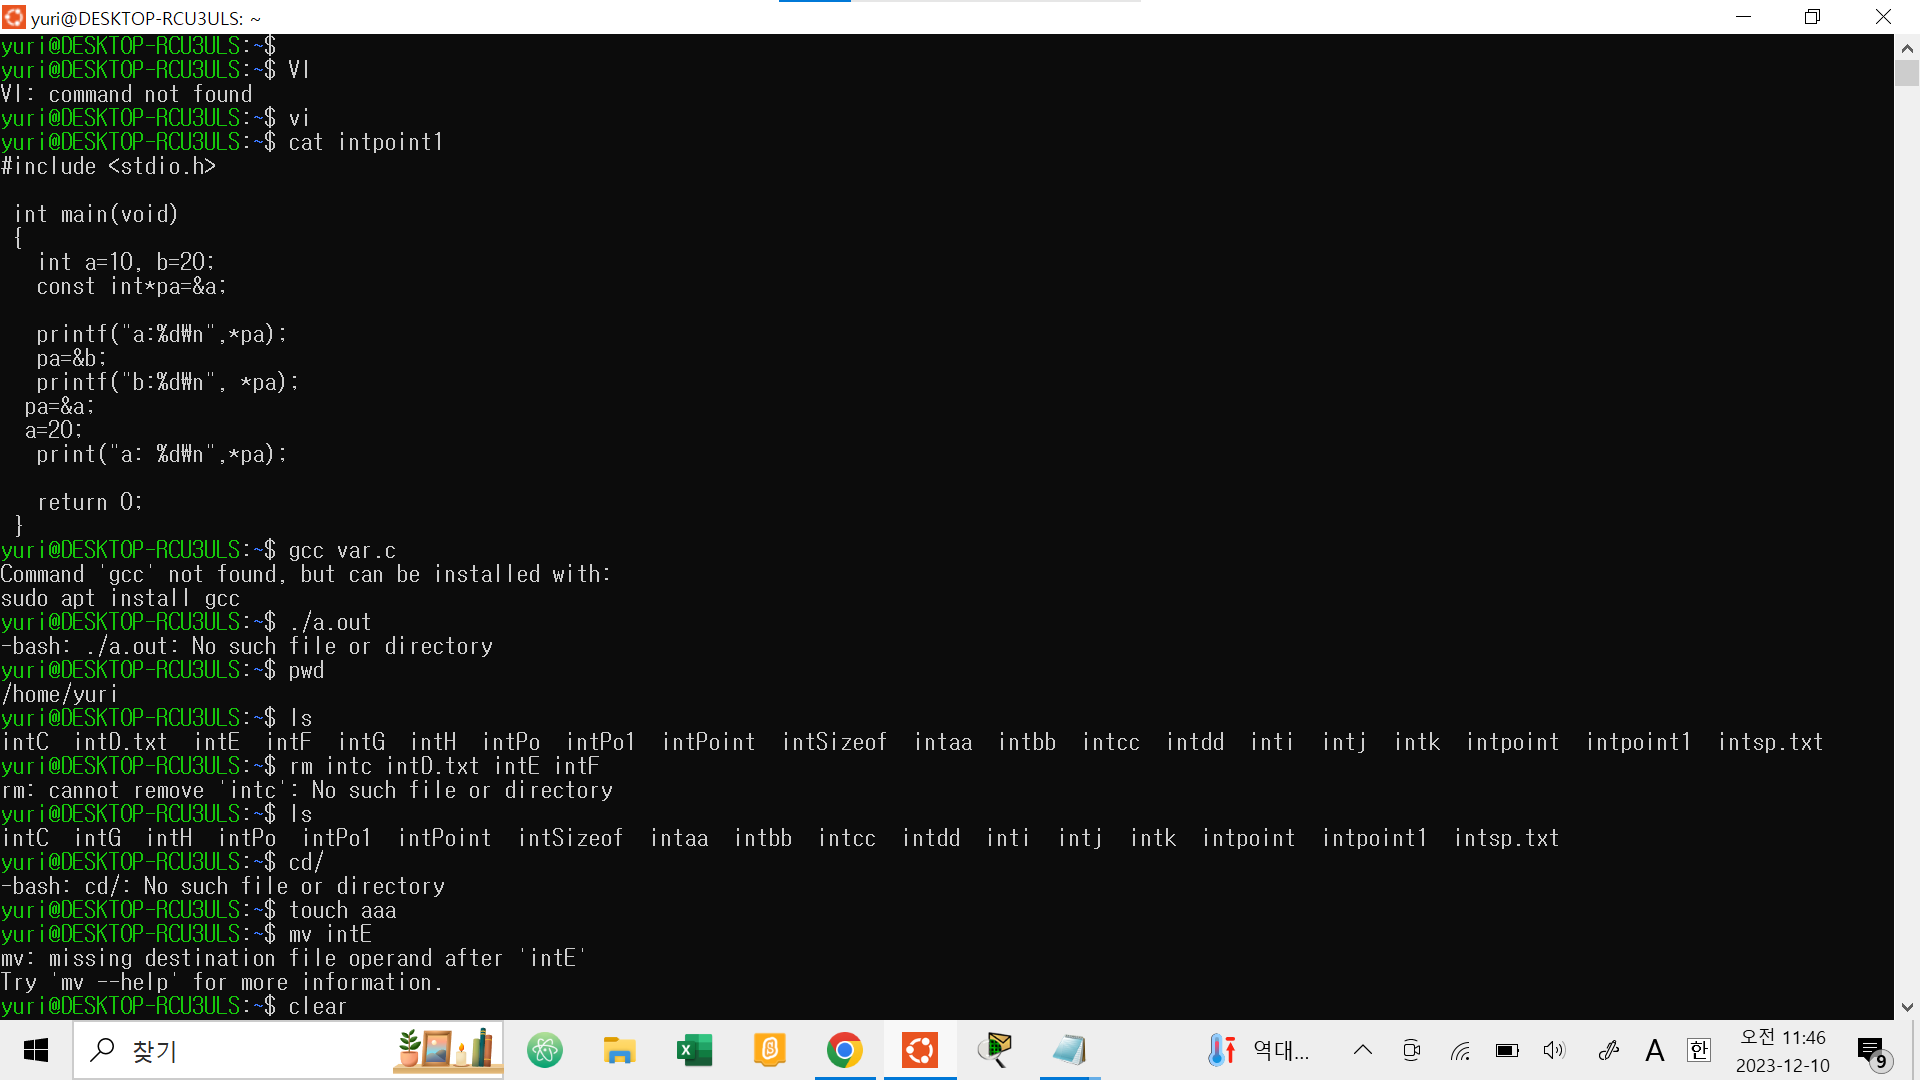 yuri@DESKTOP-RCU3ULS: ~
yuri@DESKTOP-RCU3ULS:~$
yuri@DESKTOP-RCU3ULS:~$ VI
VI: command not found
yuri@DESKTOP-RCU3ULS:~$ vi
yuri@DESKTOP-RCU3ULS:~$ cat intpoint1
#include <stdio.h>
int main(void)
{
int a=10, b=20;
const int*pa=&a;
printf("a:%d₩n",*pa);
pa=&b;
printf("b:%d₩n", *pa);
pa=&a;
a=20;
print("a: %d₩n",*pa);
return 0;
}
yuri@DESKTOP-RCU3ULS:~$ gcc var.c
Command 'gcc' not found, but can be installed with:
sudo apt install gcc
yuri@DESKTOP-RCU3ULS:~$ ./a.out
-bash: ./a.out: No such file or directory
yuri@DESKTOP-RCU3ULS:~$ pwd
/home/yuri
yuri@DESKTOP-RCU3ULS:~$ ls
intC intD.txt intE intF intG intH intPo intPo1 intPoint intSizeof intaa intbb intcc intdd inti intj intk intpoint intpoint1 intsp.txt
yuri@DESKTOP-RCU3ULS:~$ rm intc intD.txt intE intF
rm: cannot remove 'intc': No such file or directory
yuri@DESKTOP-RCU3ULS:~$ ls
intC intG intH intPo intPo1 intPoint intSizeof intaa intbb intcc intdd inti intj intk intpoint intpoint1 intsp.txt
yuri@DESKTOP-RCU3ULS:~$ cd/
-bash: cd/: No such file or directory
yuri@DESKTOP-RCU3ULS:~$ touch aaa
yuri@DESKTOP-RCU3ULS:~$ mv intE
mv: missing destination file operand after 'intE'
Try 'mv --help' for more information.
yuri@DESKTOP-RCU3ULS:~$ clear
찾기
역대...
A
한
오전 11:46
2023-12-10
9